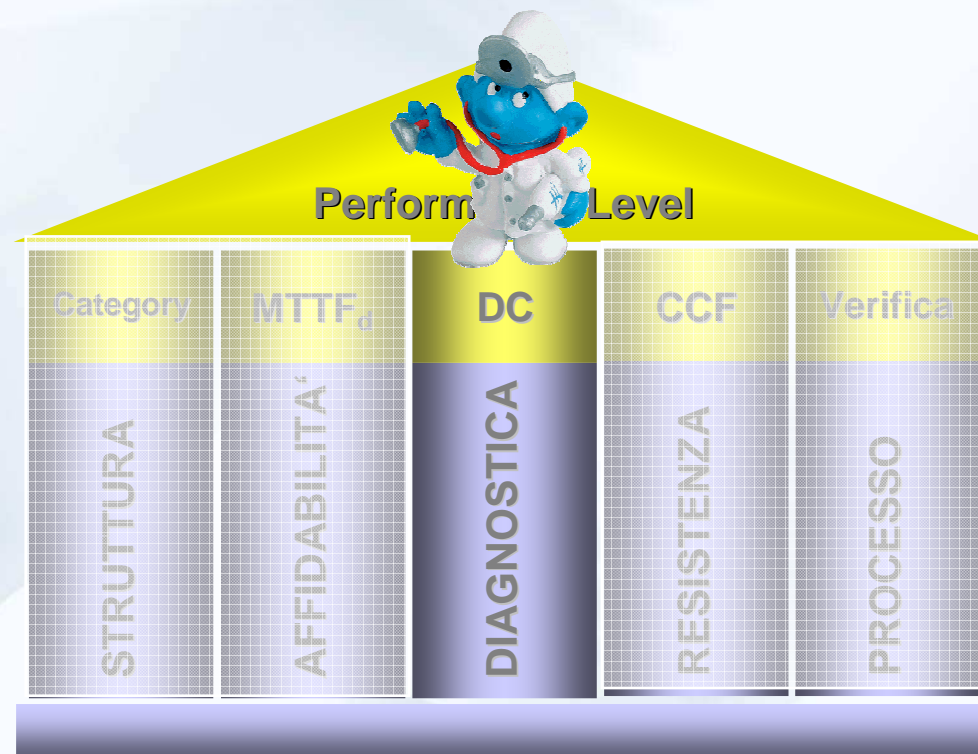 Perform Level
Category
MTTFd
DC
CCF
Verifica
STRUTTURA
AFFIDABILITA‘
DIAGNOSTICA
RESISTENZA
PROCESSO